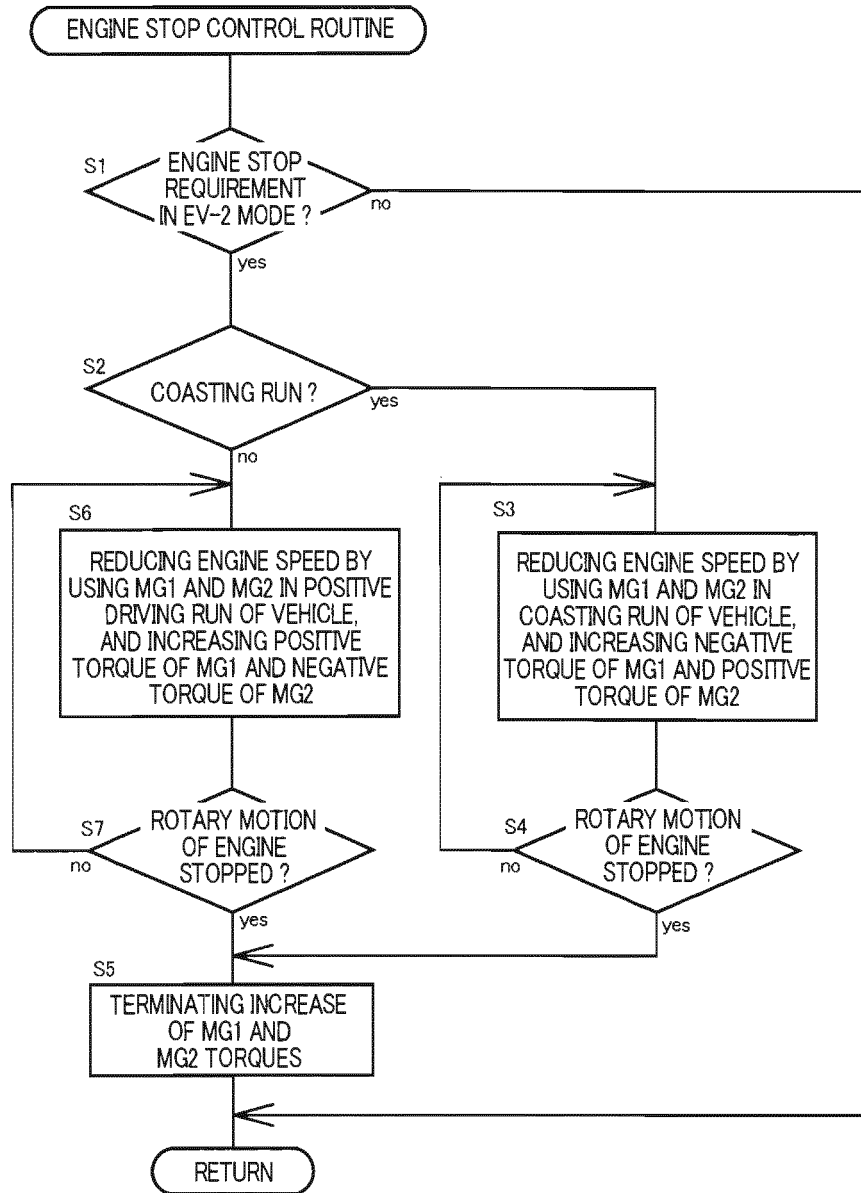 ENGINE STOP CONTROL ROUTINE
S1
ENGINE STOP
REQUIREMENT
IN EV-2 MODE ?
no
yes
S2
COASTING RUN ?
yes
no
S6
REDUCING ENGINE SPEED BY
USING MG1 AND MG2 IN POSITIVE
DRIVING RUN OF VEHICLE,
AND INCREASING POSITIVE
TORQUE OF MG1 AND NEGATIVE
TORQUE OF MG2
S3
REDUCING ENGINE SPEED BY
USING MG1 AND MG2 IN
COASTING RUN OF VEHICLE,
AND INCREASING NEGATIVE
TORQUE OF MG1 AND POSITIVE
TORQUE OF MG2
S7
ROTARY MOTION
OF ENGINE
STOPPED ?
no
yes
S4
ROTARY MOTION
OF ENGINE
STOPPED ?
no
yes
S5
TERMINATING INCREASE
OF MG1 AND
MG2 TORQUES
RETURN